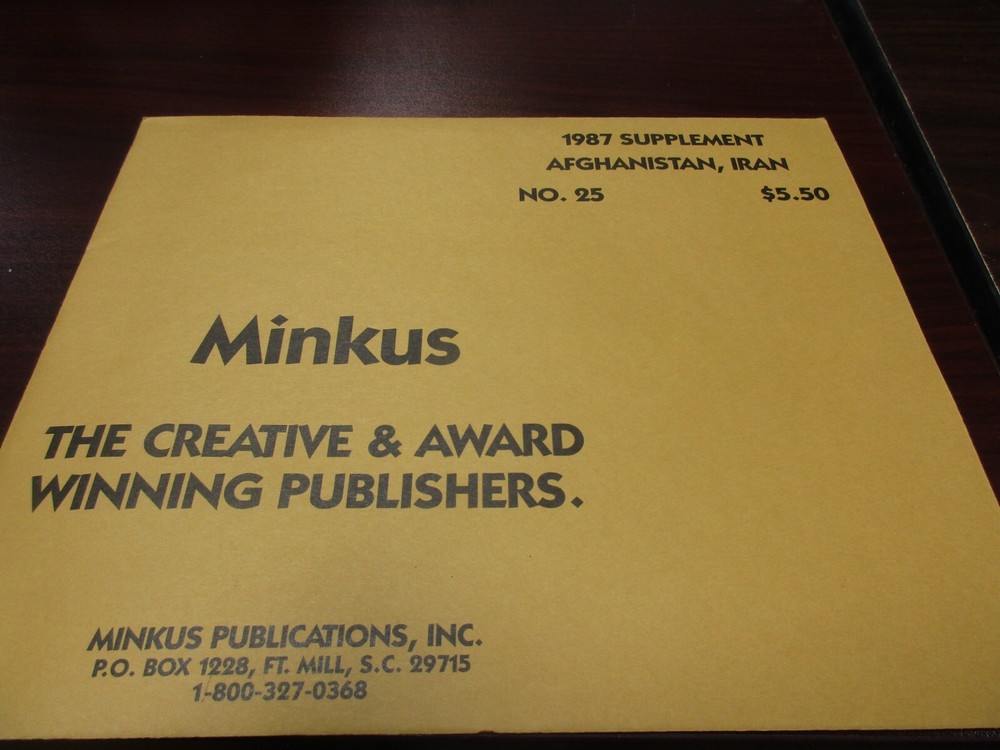 1987 SUPPLEMENT
AFGHANISTAN, IRAN
NO. 25 $5.50
Minkus
THE CREATIVE & AWARD
WINNING PUBLISHERS.
MINKUS PUBLICATIONS, INC.
P.O. BOX 1228, FT. MILL, S.C. 29715
1-800-327-0368